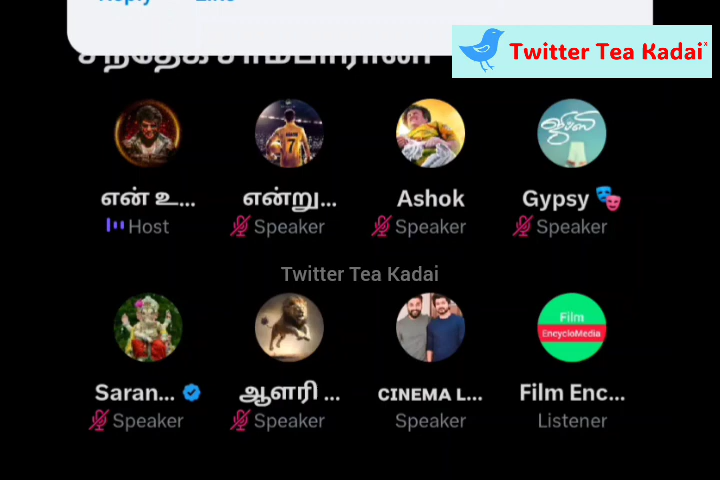 Twitter Tea Kadai
என் உ... என்று... Ashok Gypsy
Host Speaker Speaker Speaker
Twitter Tea Kadai
Saran... ஆளரி ... CINEMA L... Film Enc...
Speaker Speaker Speaker Listener
7
ஜிப்ஸி
Film
EncycloMedia